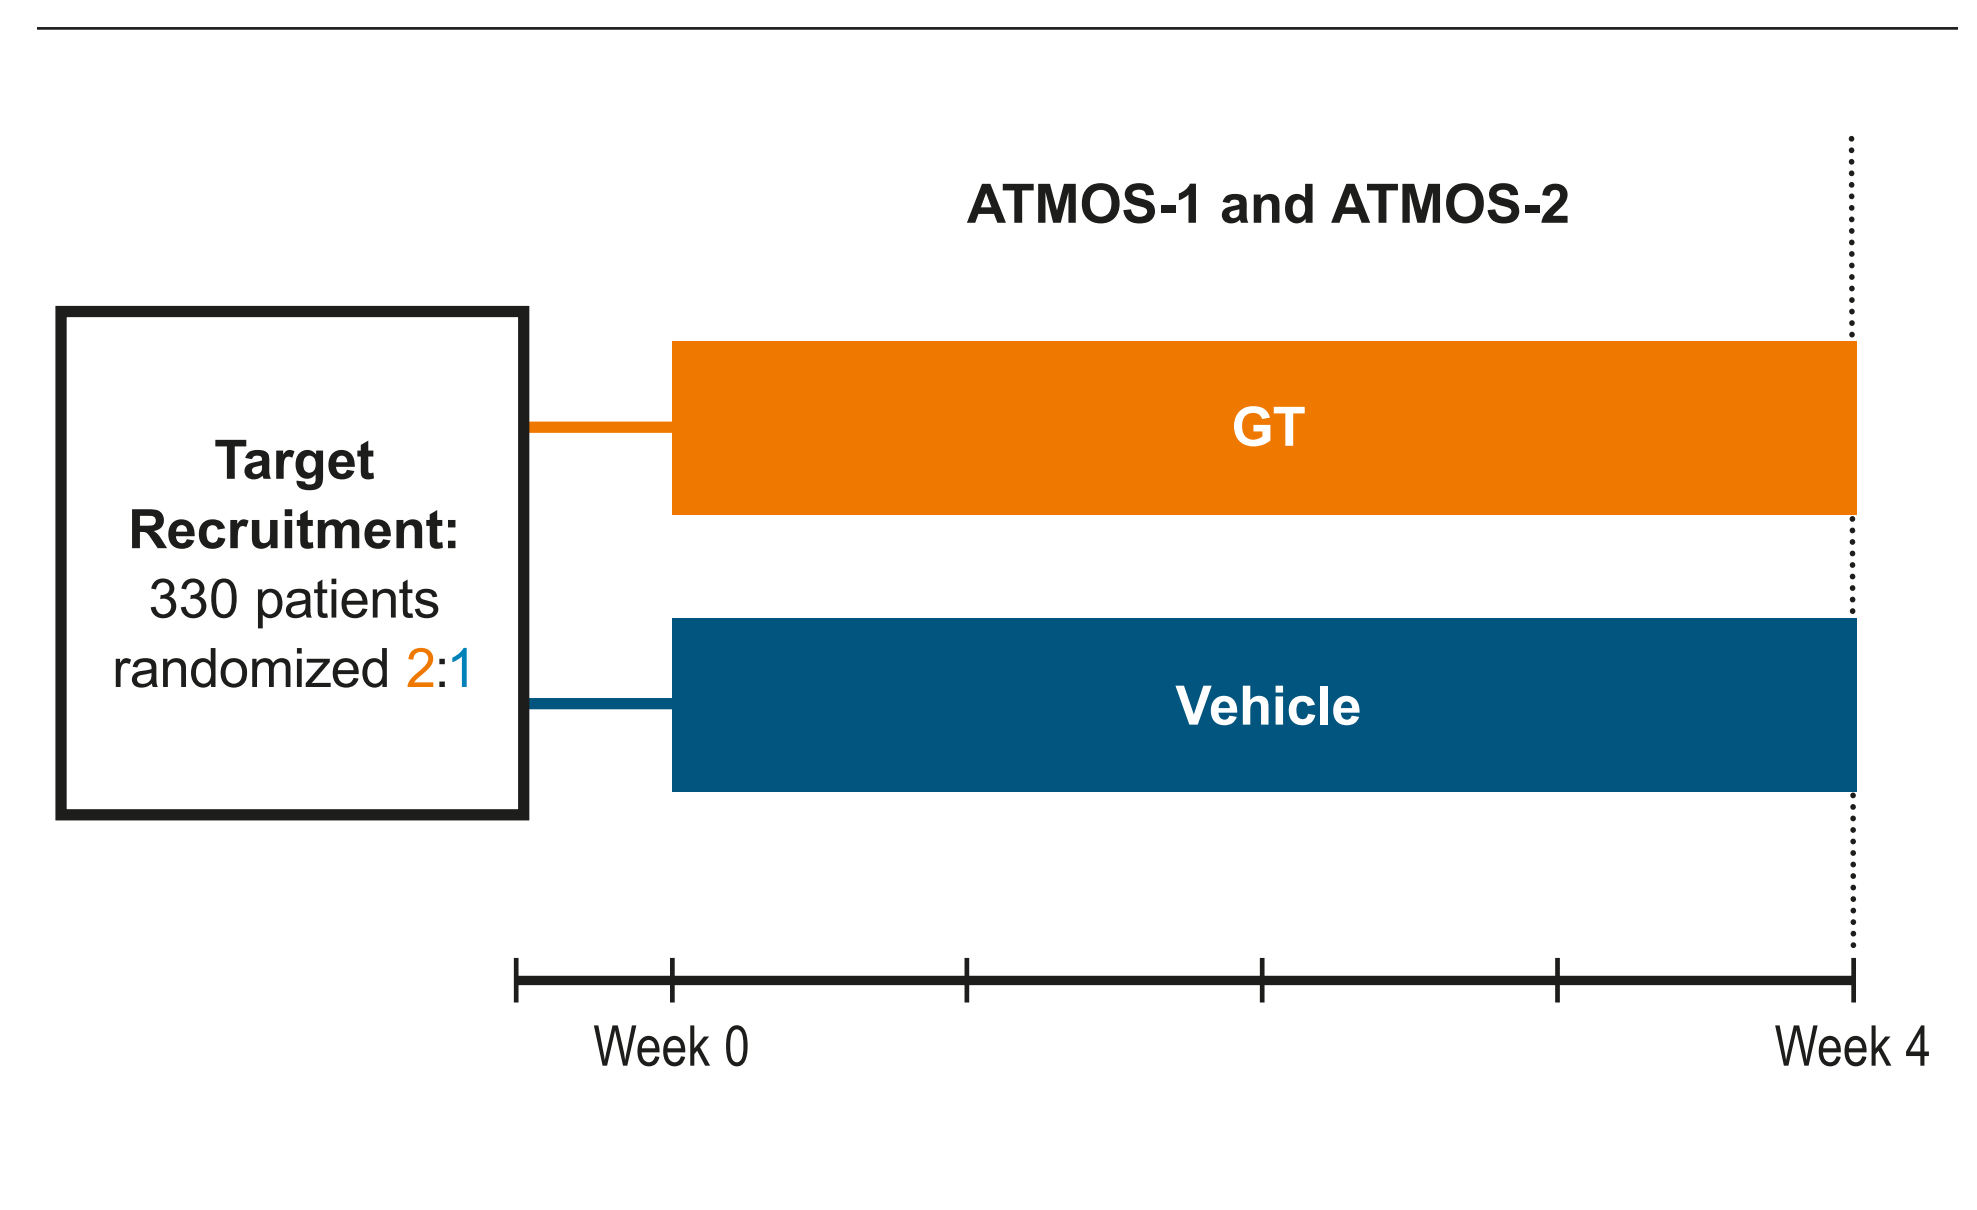 ATMOS-1 and ATMOS-2
Target
Recruitment:
330 patients
randomized 2:1
GT
Vehicle
Week 0
Week 4